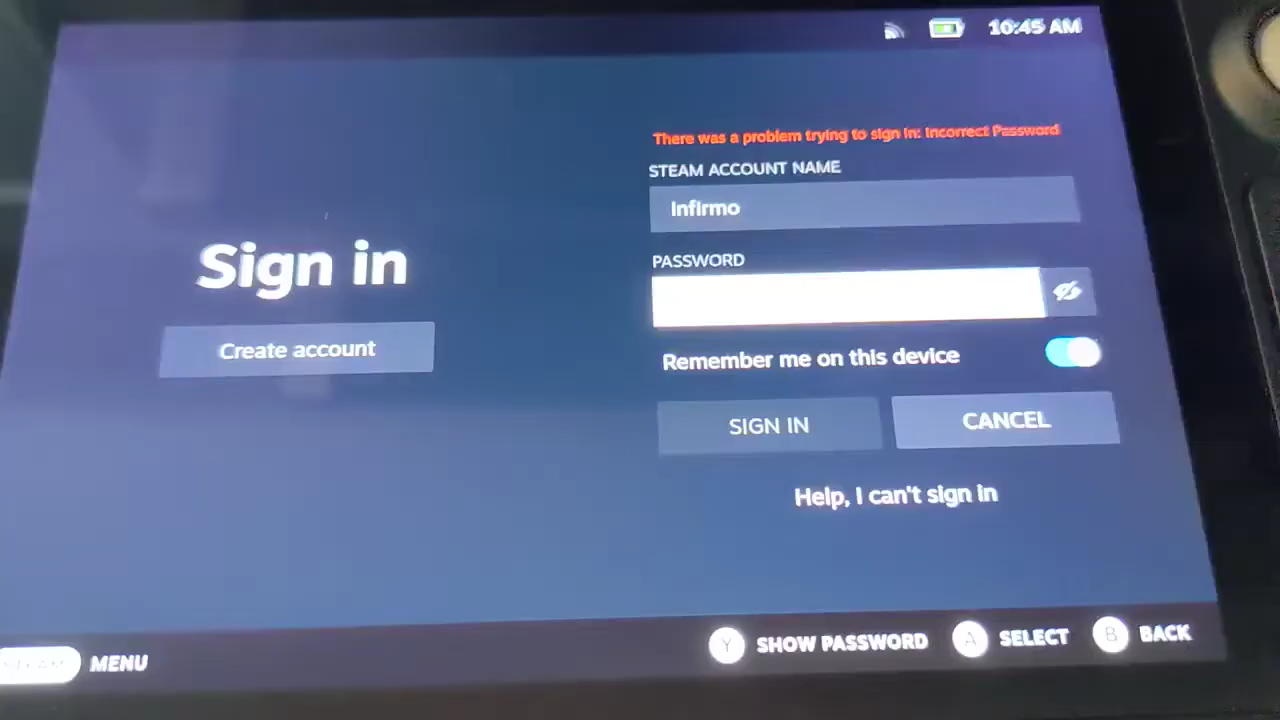 10:45 AM
There was a problem trying to sign in: Incorrect Password
STEAM ACCOUNT NAME
Infirmo
Sign in
PASSWORD
Create account
Remember me on this device
SIGN IN
CANCEL
Help, I can't sign in
STEAM MENU
Y SHOW PASSWORD
A SELECT
B BACK